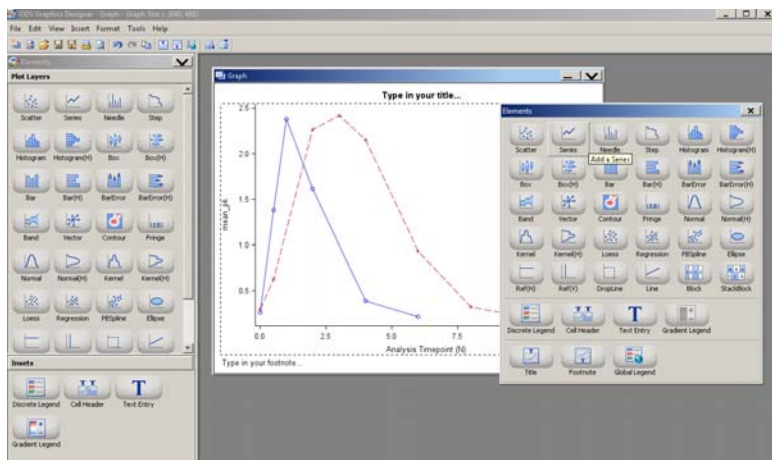 ODS Graphics Designer - Graph - Graph Size = (640, 480)
File Edit View Insert Format Tools Help
Elements
Plot Layers
Scatter Series Needle Step
Histogram Histogram(H) Box Box(H)
Bar Bar(H) BarError BarError(H)
Band Vector Contour Fringe
Normal Normal(H) Kernel Kernel(H)
Loess Regression PBSpline Ellipse
Insets
Discrete Legend Cell Header Text Entry
Gradient Legend
Graph
Type in your title...
2.5
2.0
1.5
1.0
0.5
0.0 2.5 5.0 7.5
Analysis Timepoint (N)
Type in your footnote...
Elements
Scatter Series Needle Step Histogram Histogram(H)
Add a Series
Box Box(H) Bar Bar(H) BarError BarError(H)
Band Vector Contour Fringe Normal Normal(H)
Kernel Kernel(H) Loess Regression PBSpline Ellipse
Ref(H) Ref(V) DropLine Line Block StackBlock
Discrete Legend Cell Header Text Entry Gradient Legend
Title Footnote Global Legend